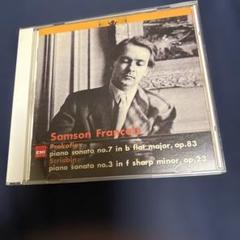 Samson François
Prokofiev
piano sonata no.7 in b flat major, op.83
Scriabin
piano sonata no.3 in f sharp minor, op.23
EMI